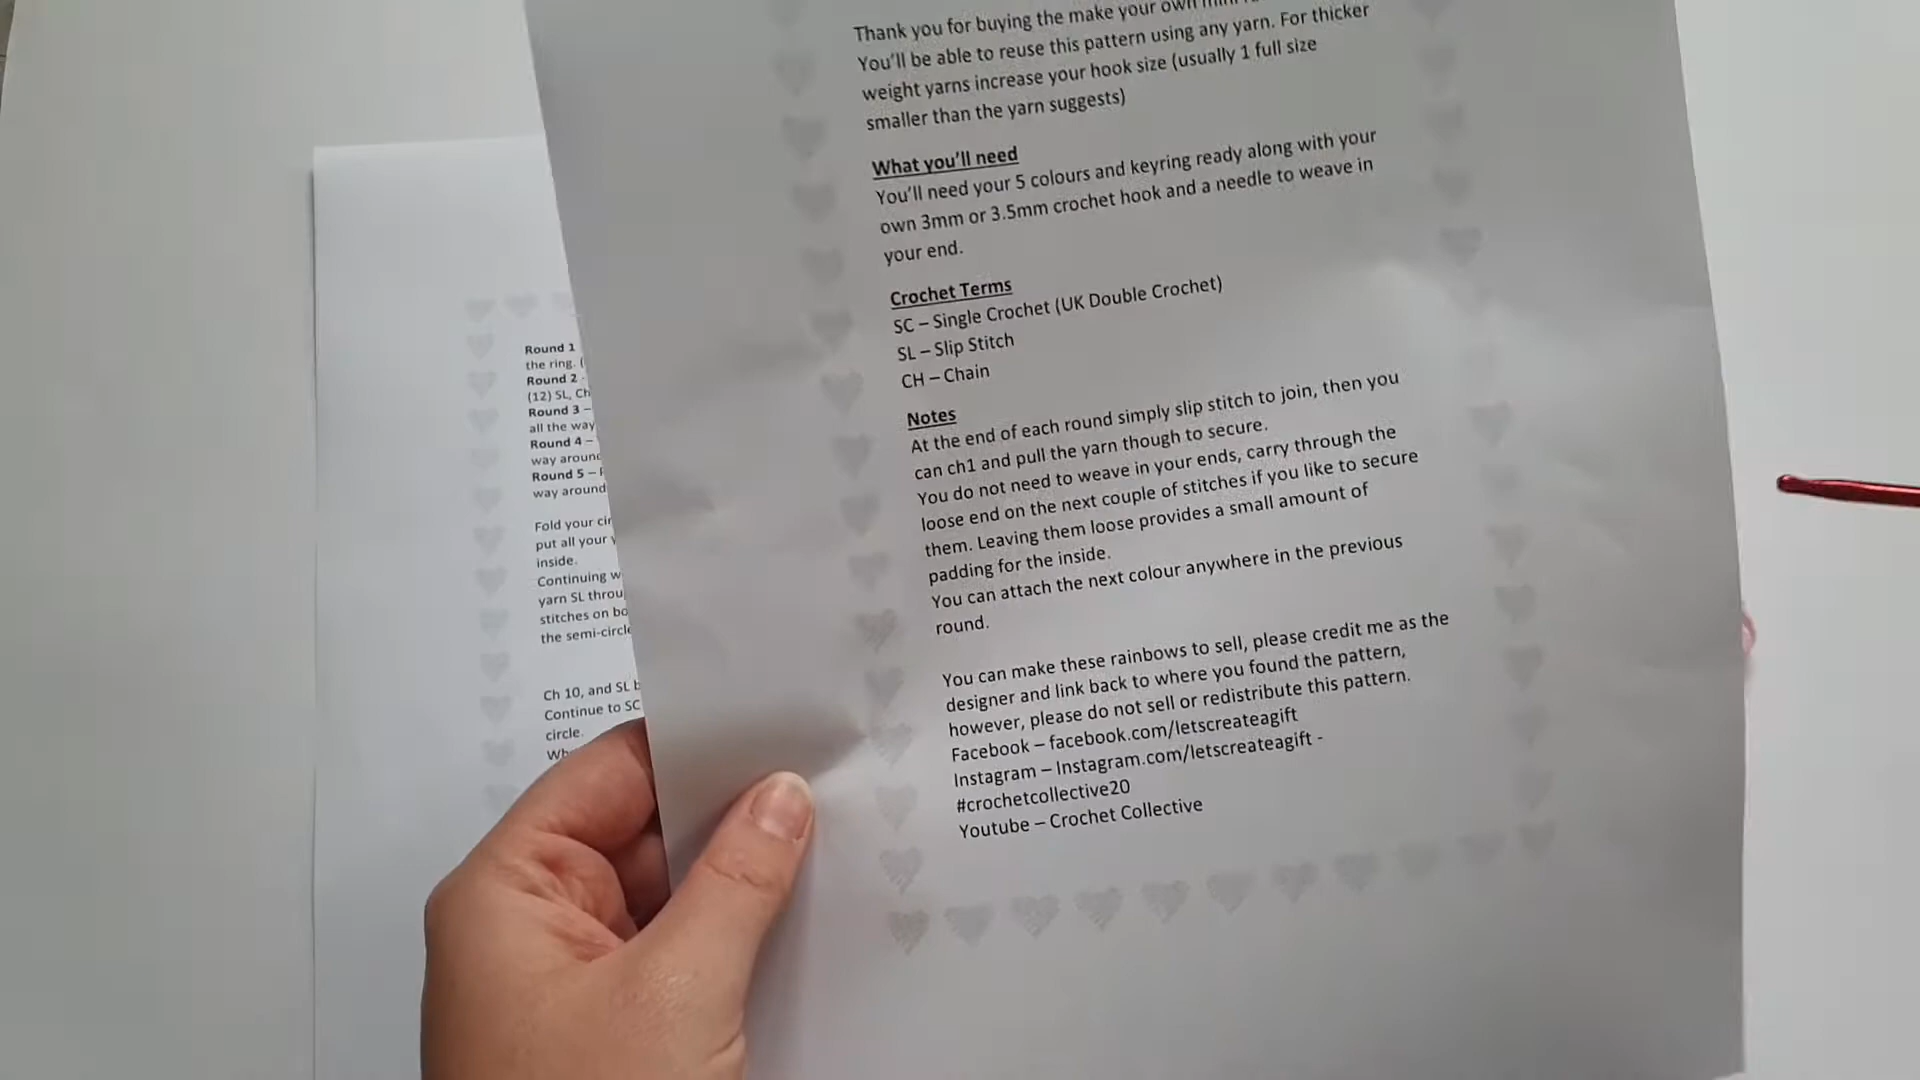 Thank you for buying the make your own
You'll be able to reuse this pattern using any yarn. For thicker
weight yarns increase your hook size (usually 1 full size
smaller than the yarn suggests)
What you'll need
You'll need your 5 colours and keyring ready along with your
own 3mm or 3.5mm crochet hook and a needle to weave in
your end.
Crochet Terms
SC – Single Crochet (UK Double Crochet)
SL – Slip Stitch
CH – Chain
Notes
At the end of each round simply slip stitch to join, then you
can ch1 and pull the yarn though to secure.
You do not need to weave in your ends, carry through the
loose end on the next couple of stitches if you like to secure
them. Leaving them loose provides a small amount of
padding for the inside.
You can attach the next colour anywhere in the previous
round.
You can make these rainbows to sell, please credit me as the
designer and link back to where you found the pattern,
however, please do not sell or redistribute this pattern.
Facebook – facebook.com/letscreateagift
Instagram – Instagram.com/letscreateagift -
#crochetcollective20
Youtube – Crochet Collective
Round 1
the ring. (
Round 2 -
(12) SL, Ch
Round 3 –
all the way
Round 4 –
way around
Round 5 –
way around
Fold your
put all your
inside.
Continuing
yarn SL
stitches on
the
Ch 10, and SL
Continue to SC
circle.